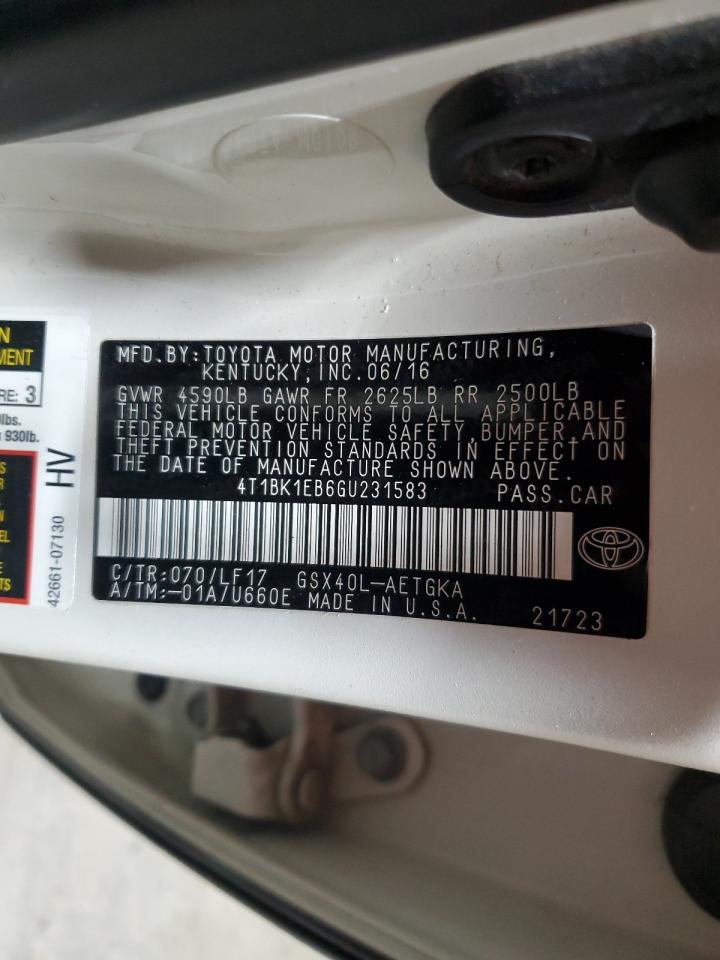 MFD.BY:TOYOTA MOTOR MANUFACTURING,
KENTUCKY,INC.06/16
GVWR 4590LB GAWR FR 2625LB RR 2500LB
THIS VEHICLE CONFORMS TO ALL APPLICABLE
FEDERAL MOTOR VEHICLE SAFETY,BUMPER,AND
THEFT PREVENTION STANDARDS IN EFFECT ON
THE DATE OF MANUFACTURE SHOWN ABOVE.
4T1BK1EB6GU231583 PASS.CAR
C/TR:070/LF17 GSX40L-AETGKA
A/TM:-01A/U660E MADE IN U.S.A.
21723
RE: 3
lbs.
930lb.
HV
42661-07130